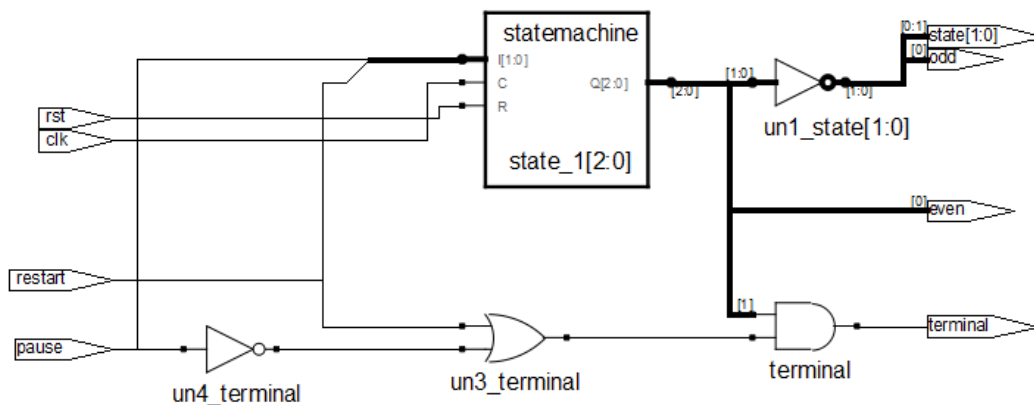 statemachine
I[1:0]
C
R
Q[2:0]
state_1[2:0]
[2:0]
[1:0]
un1_state[1:0]
[1:0]
[0:1]
state[1:0]
[0]
odd
rst
clk
[0]
even
restart
pause
un4_terminal
un3_terminal
[1]
terminal
terminal